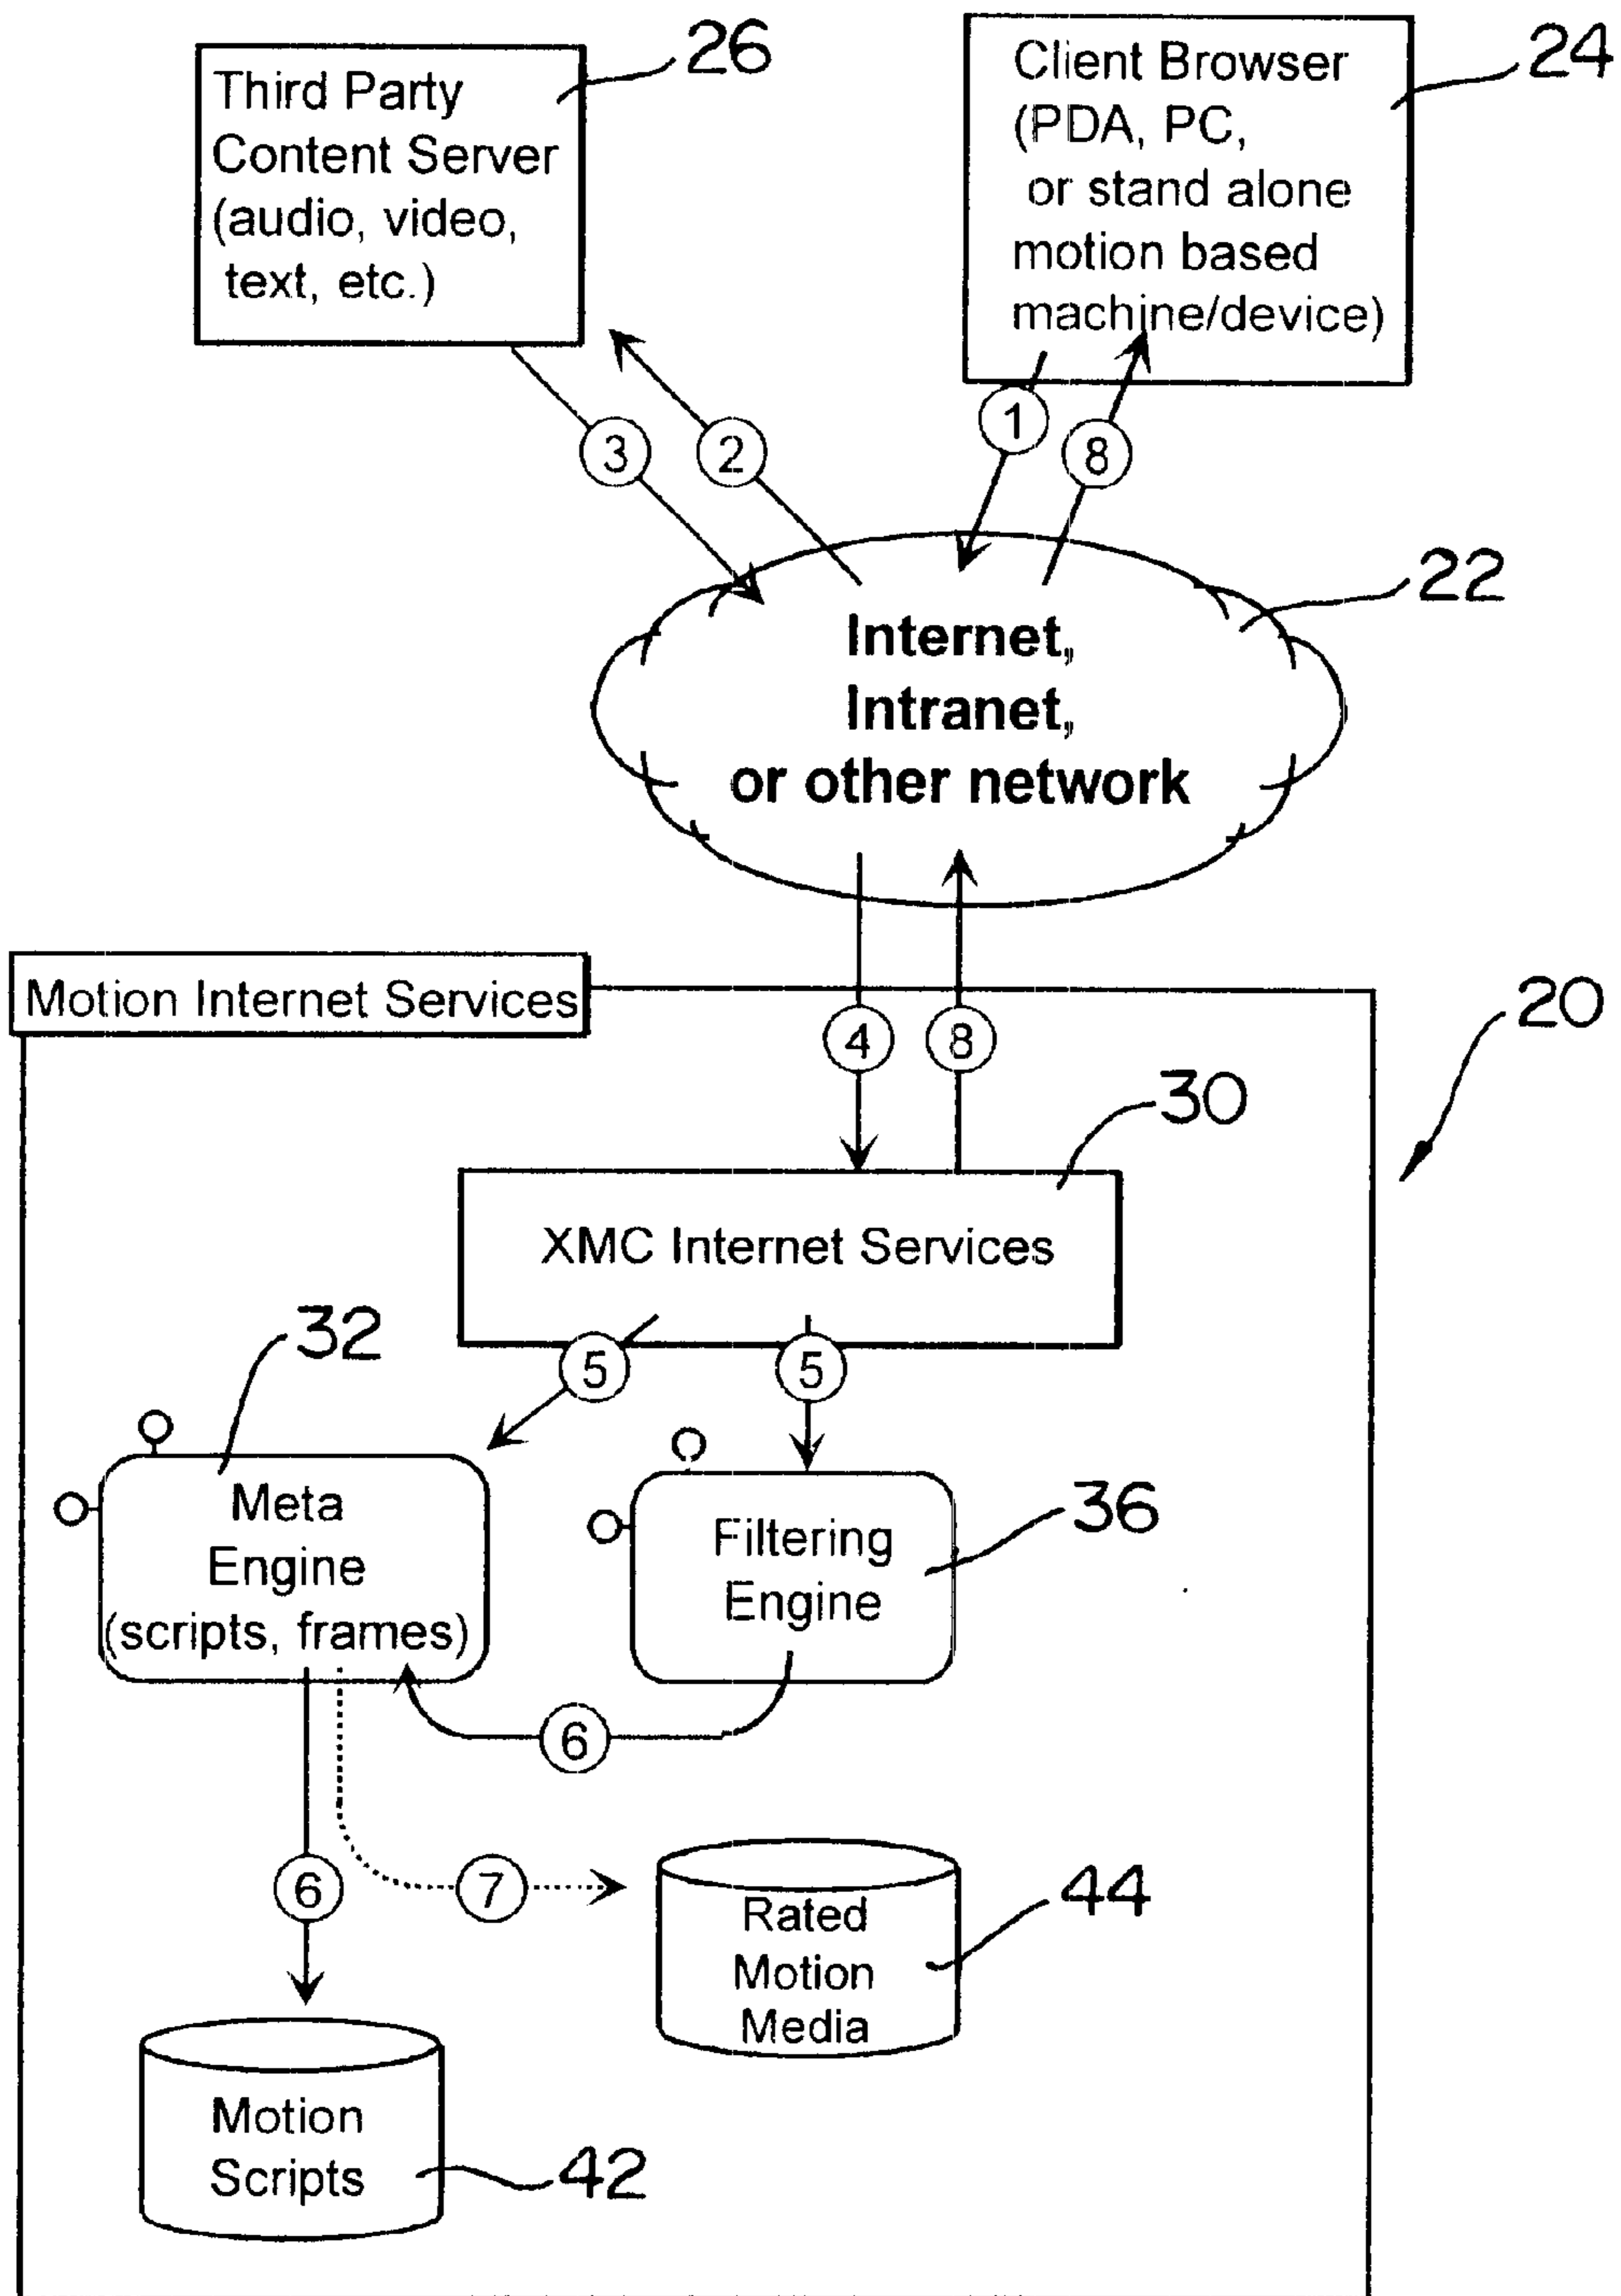 Third Party
Content Server
(audio, video,
text, etc.)
26
Client Browser
(PDA, PC,
or stand alone
motion based
machine/device)
24
3
2
1
8
Internet,
Intranet,
or other network
22
Motion Internet Services
4
8
20
XMC Internet Services
30
5
5
32
Meta
Engine
(scripts, frames)
Filtering
Engine
36
6
6
7
Rated
Motion
Media
44
Motion
Scripts
42